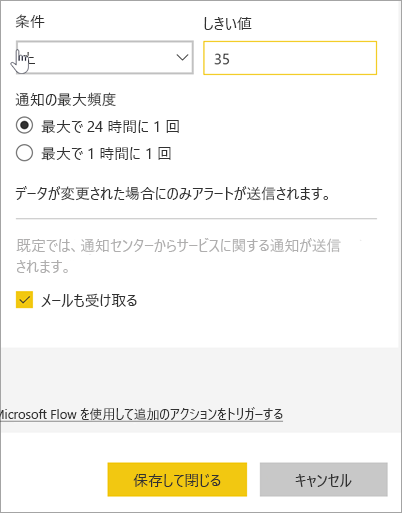 条件
しきい値
上
35
通知の最大頻度
最大で 24 時間に 1 回
最大で 1 時間に 1 回
データが変更された場合にのみアラートが送信されます。
既定では、通知センターからサービスに関する通知が送信
されます。
メールも受け取る
Microsoft Flow を使用して追加のアクションをトリガーする
保存して閉じる
キャンセル